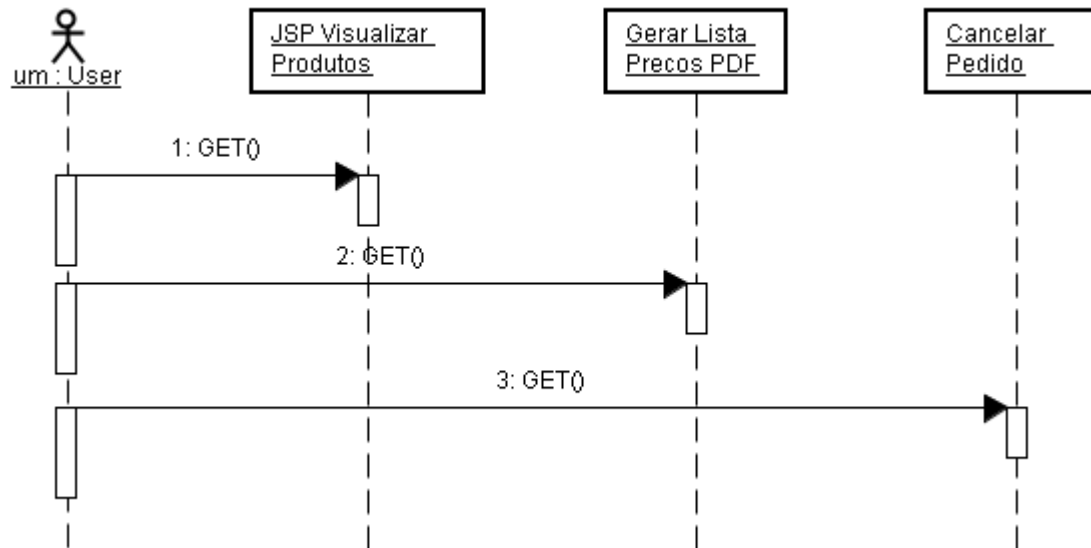 um : User
JSP Visualizar
Produtos
Gerar Lista
Precos PDF
Cancelar
Pedido
1: GET()
2: GET()
3: GET()